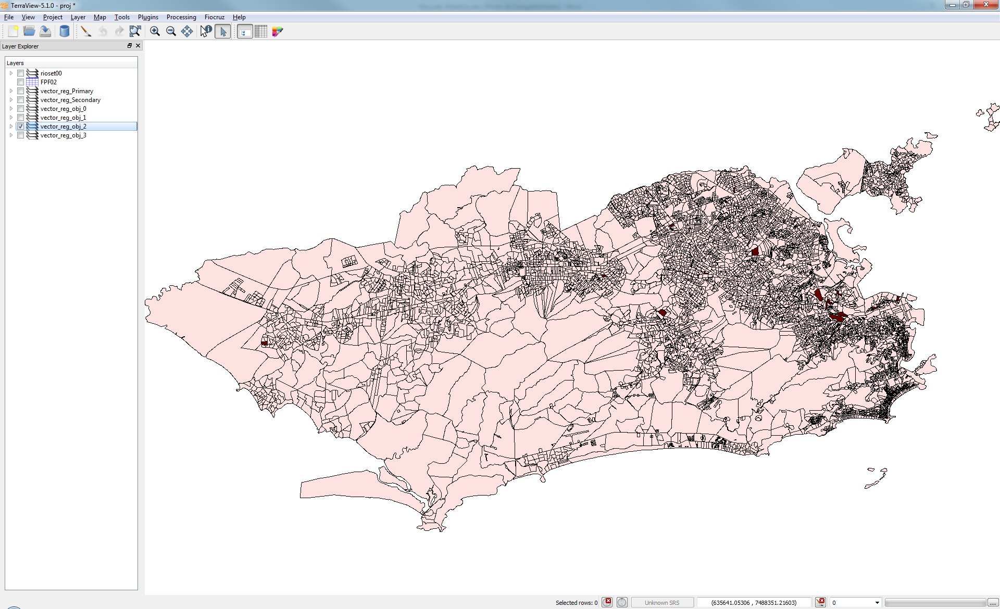 TerraView-5.1.0 - proj *
File View Project Layer Map Tools Plugins Processing Fiocruz Help
Layer Explorer
Layers
rioset00
FPF02
vector_reg_Primary
vector_reg_Secondary
vector_reg_obj_0
vector_reg_obj_1
vector_reg_obj_2
vector_reg_obj_3
Selected rows: 0 Unknown SRS (635641.05306 , 7488351.21603) 0 ...